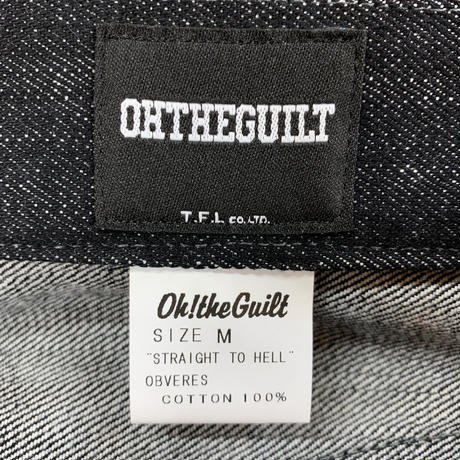 OHTHEGUILT
T.F.L CO.LTD.
Oh!theGuilt
SIZE M
"STRAIGHT TO HELL"
OBVERES
COTTON 100%